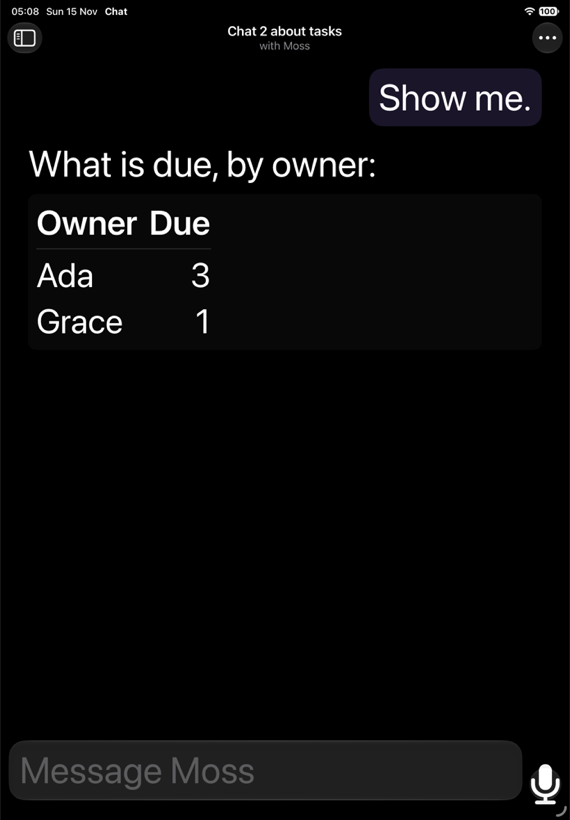 05:08 Sun 15 Nov Chat
100
Chat 2 about tasks
with Moss
Show me.
What is due, by owner:
Owner Due
Ada 3
Grace 1
Message Moss